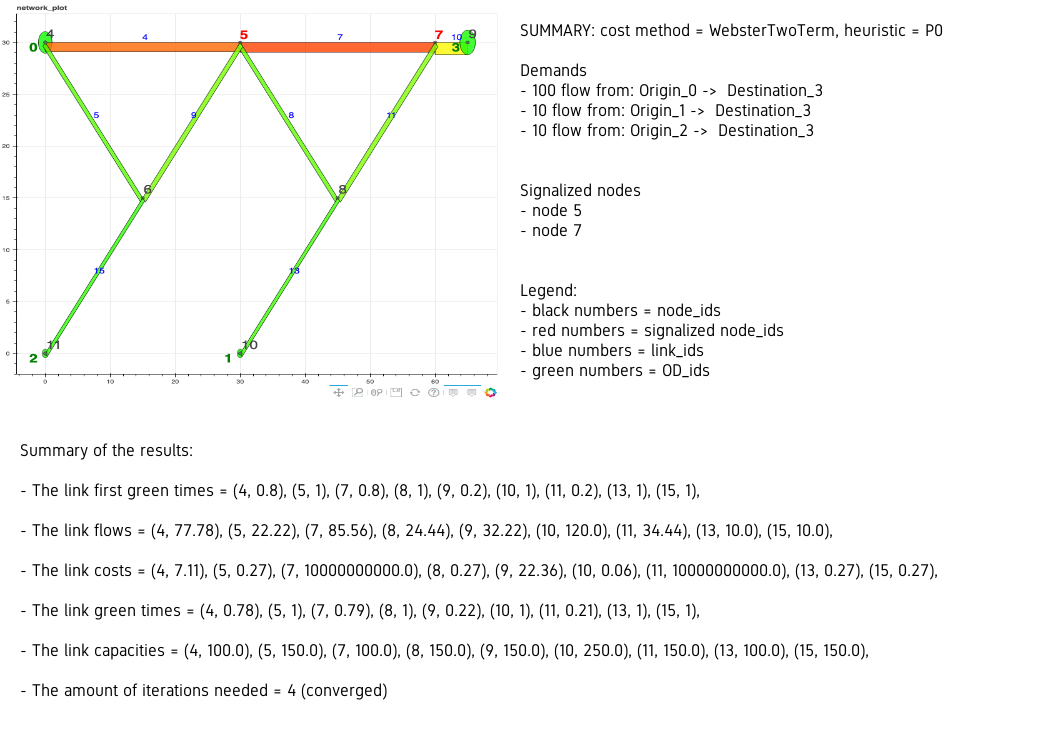 network_plot
4 4 5 7 7 10 9
0 3
5 9 8 11
6 8
15 13
11 10
2 1
30
25
20
15
10
5
0
0 10 20 30 40 50 60
SUMMARY: cost method = WebsterTwoTerm, heuristic = P0
Demands
- 100 flow from: Origin_0 -> Destination_3
- 10 flow from: Origin_1 -> Destination_3
- 10 flow from: Origin_2 -> Destination_3
Signalized nodes
- node 5
- node 7
Legend:
- black numbers = node_ids
- red numbers = signalized node_ids
- blue numbers = link_ids
- green numbers = OD_ids
Summary of the results:
- The link first green times = (4, 0.8), (5, 1), (7, 0.8), (8, 1), (9, 0.2), (10, 1), (11, 0.2), (13, 1), (15, 1),
- The link flows = (4, 77.78), (5, 22.22), (7, 85.56), (8, 24.44), (9, 32.22), (10, 120.0), (11, 34.44), (13, 10.0), (15, 10.0),
- The link costs = (4, 7.11), (5, 0.27), (7, 10000000000.0), (8, 0.27), (9, 22.36), (10, 0.06), (11, 10000000000.0), (13, 0.27), (15, 0.27),
- The link green times = (4, 0.78), (5, 1), (7, 0.79), (8, 1), (9, 0.22), (10, 1), (11, 0.21), (13, 1), (15, 1),
- The link capacities = (4, 100.0), (5, 150.0), (7, 100.0), (8, 150.0), (9, 150.0), (10, 250.0), (11, 150.0), (13, 100.0), (15, 150.0),
- The amount of iterations needed = 4 (converged)